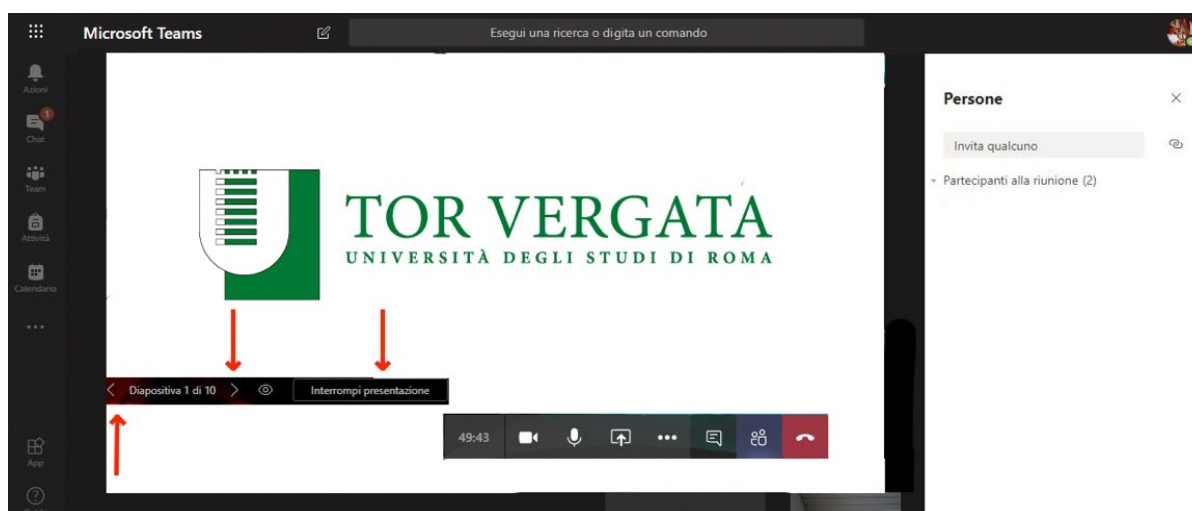 Microsoft Teams
Esegui una ricerca o digita un comando
Azioni
1
Chat
Team
Attività
Calendario
App
TOR VERGATA
UNIVERSITÀ DEGLI STUDI DI ROMA
Diapositiva 1 di 10
Interrompi presentazione
49:43
Persone
Invita qualcuno
Partecipanti alla riunione (2)